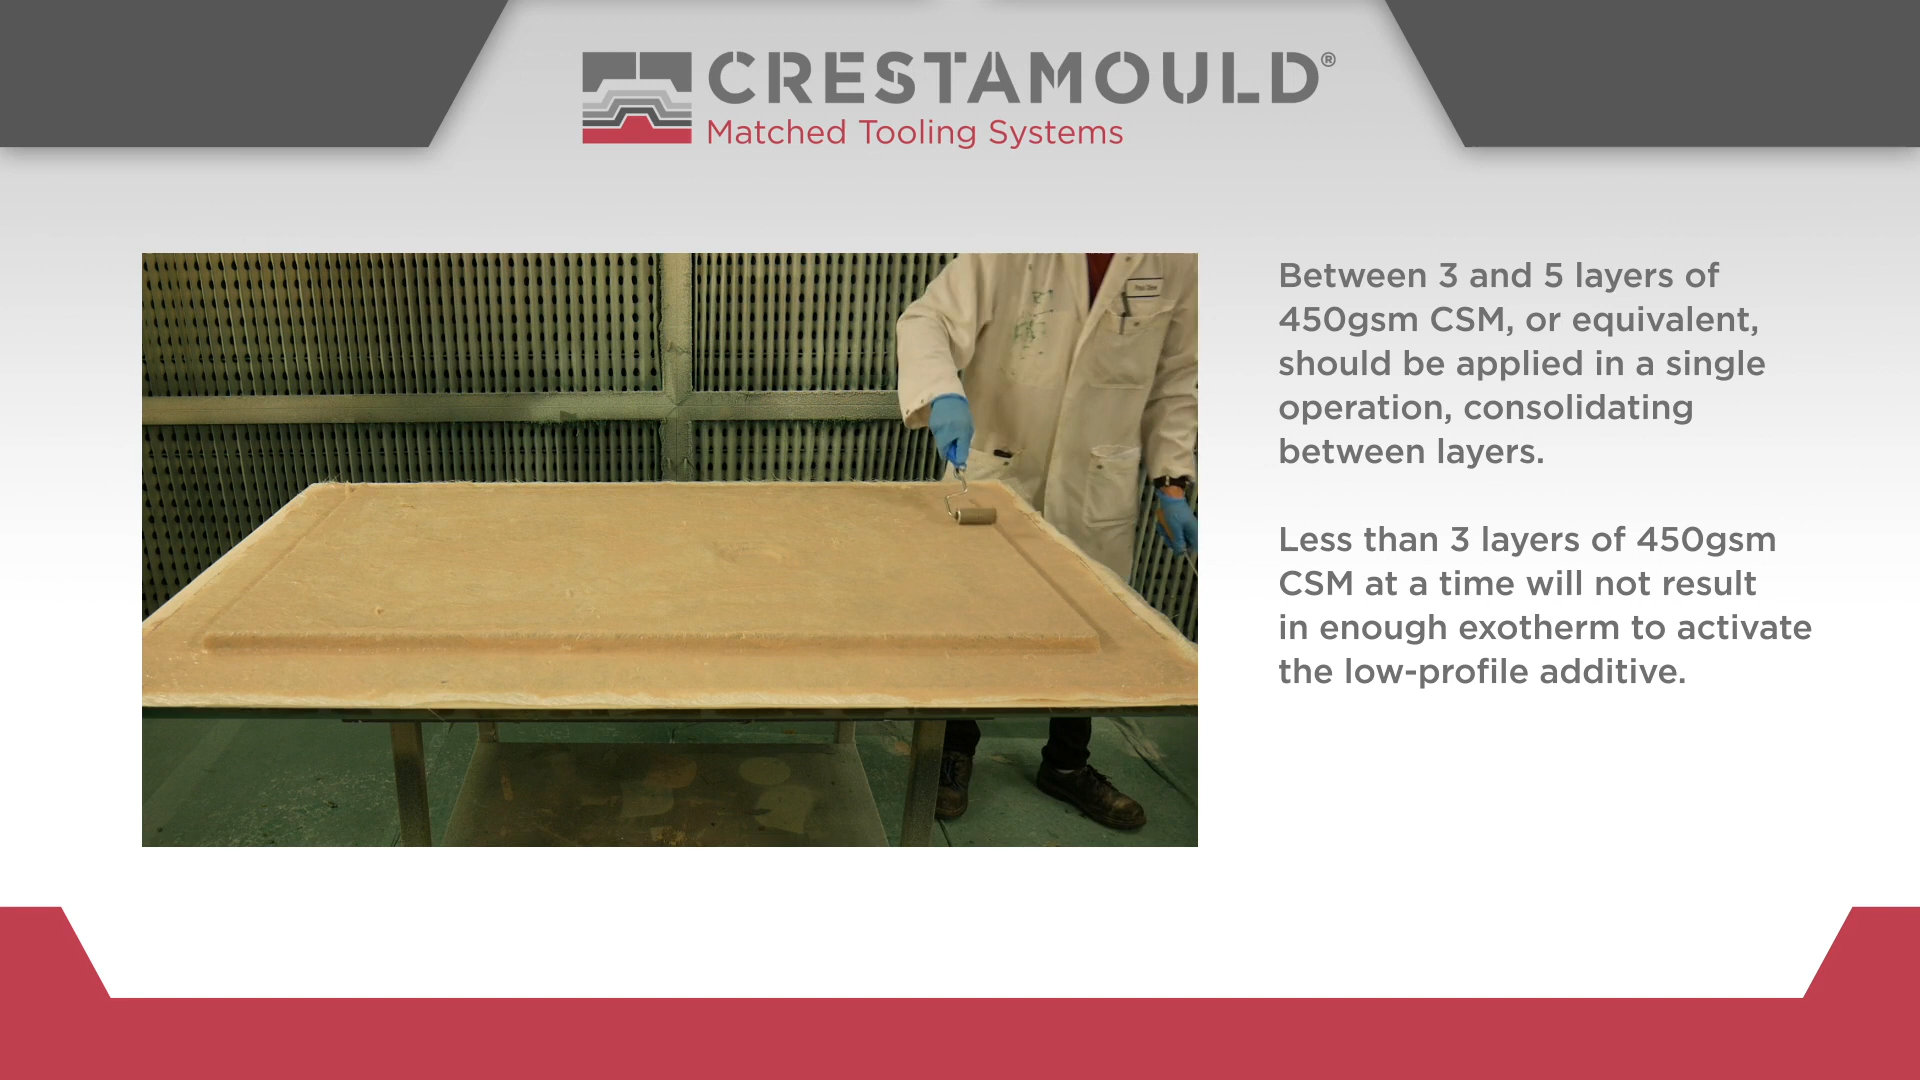 CRESTAMOULD®
Matched Tooling Systems
Between 3 and 5 layers of
450gsm CSM, or equivalent,
should be applied in a single
operation, consolidating
between layers.
Less than 3 layers of 450gsm
CSM at a time will not result
in enough exotherm to activate
the low-profile additive.